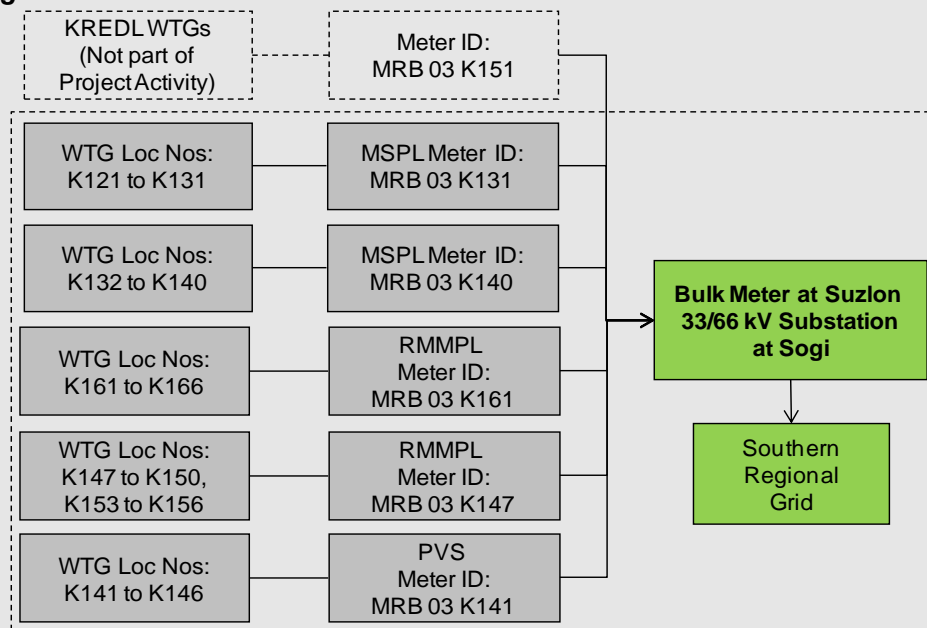 KREDL WTGs
(Not part of
Project Activity)
Meter ID:
MRB 03 K151
WTG Loc Nos:
K121 to K131
MSPL Meter ID:
MRB 03 K131
WTG Loc Nos:
K132 to K140
MSPL Meter ID:
MRB 03 K140
WTG Loc Nos:
K161 to K166
RMMPL
Meter ID:
MRB 03 K161
WTG Loc Nos:
K147 to K150,
K153 to K156
RMMPL
Meter ID:
MRB 03 K147
WTG Loc Nos:
K141 to K146
PVS
Meter ID:
MRB 03 K141
Bulk Meter at Suzlon
33/66 kV Substation
at Sogi
Southern
Regional
Grid